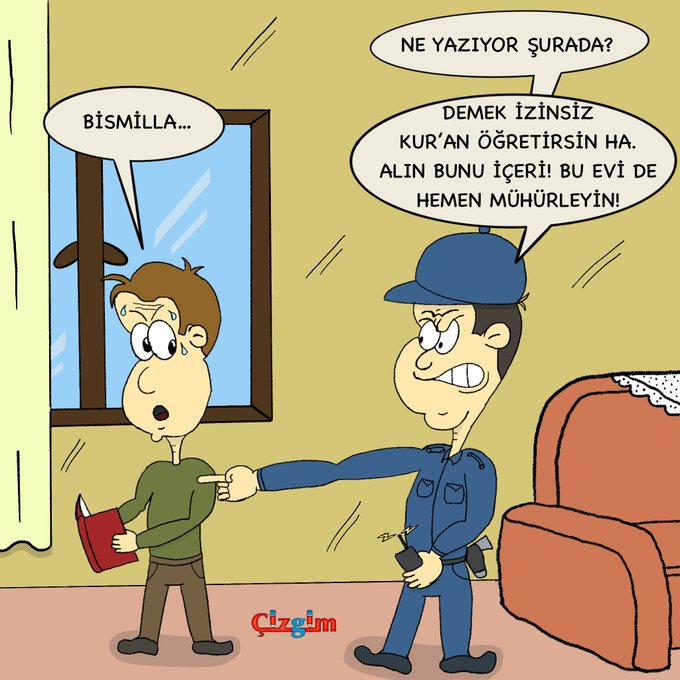 NE YAZIYOR ŞURADA?
BİSMİLLA...
DEMEK İZİNSİZ
KUR'AN ÖĞRETİRSİN HA.
ALIN BUNU İÇERİ! BU EVİ DE
HEMEN MÜHÜRLEYİN!
Çizgim